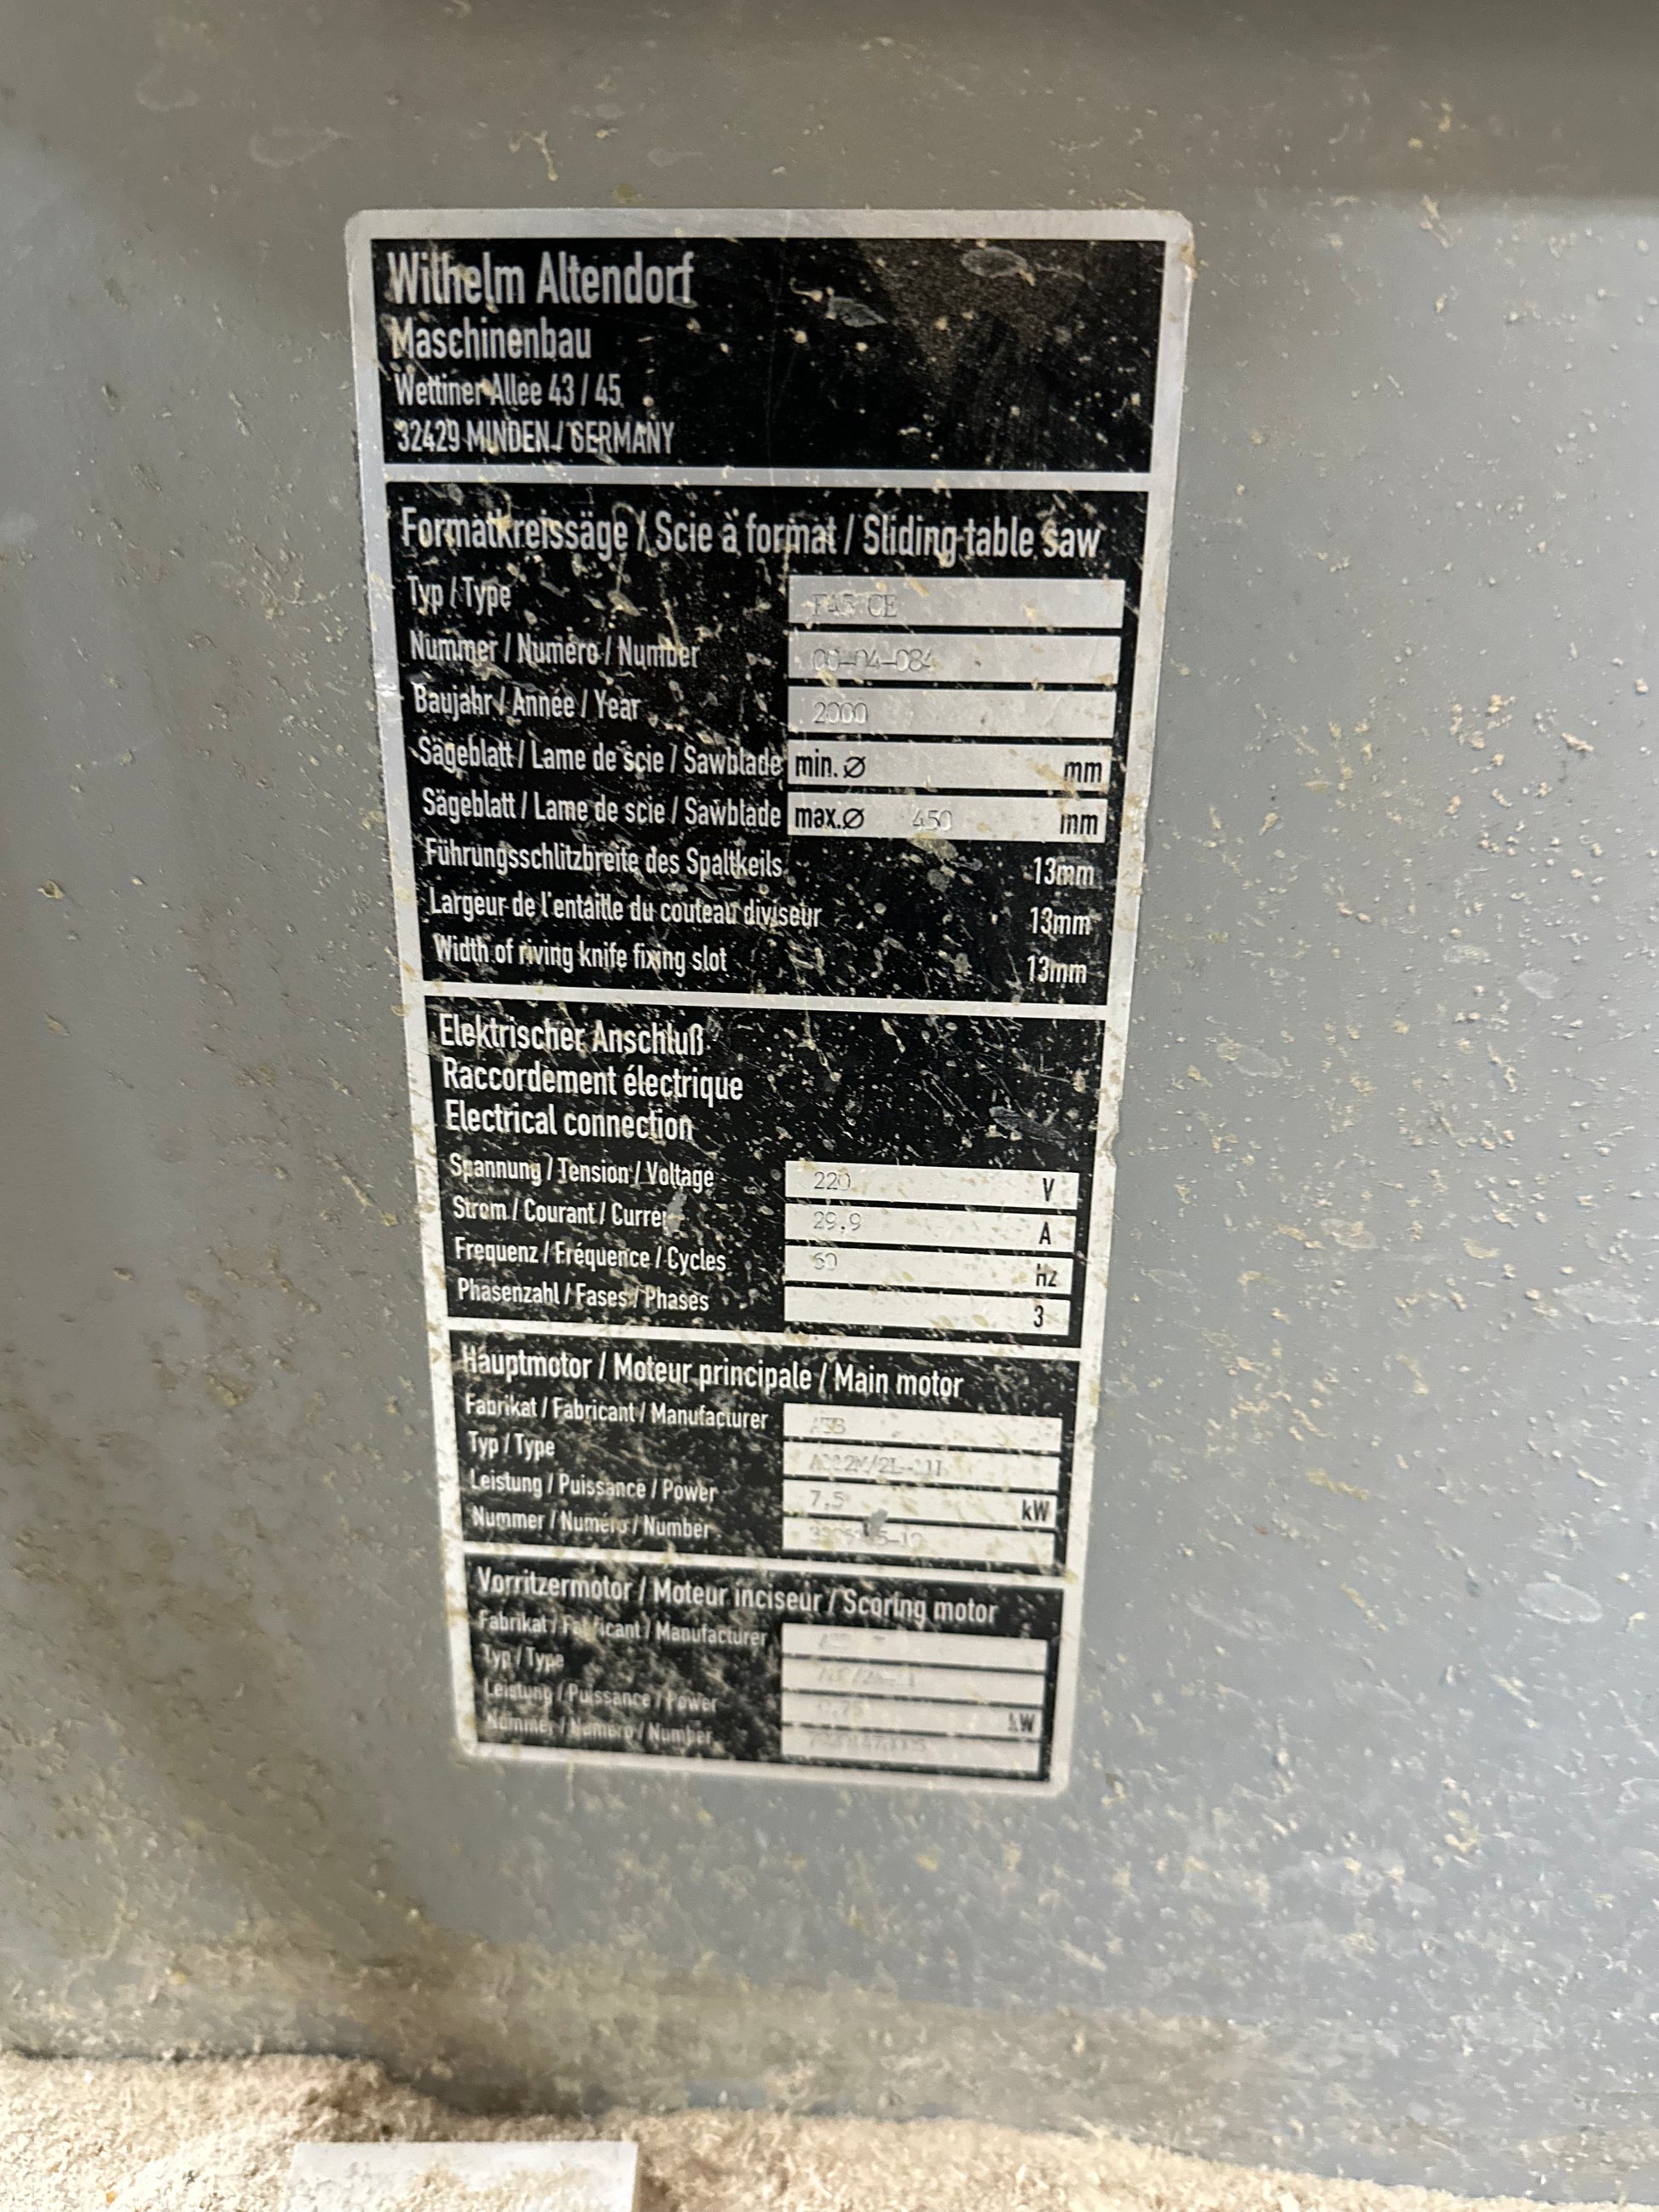 Wilhelm Altendorf
Maschinenbau
Wettiner Allee 43 / 45
32429 MINDEN / GERMANY
Formatkreissäge / Scie à format / Sliding table saw
Typ / Type F45 CE
Nummer / Numéro / Number 00-04-084
Baujahr / Année / Year 2000
Sägeblatt / Lame de scie / Sawblade min. Ø mm
Sägeblatt / Lame de scie / Sawblade max. Ø 450 mm
Führungsschlitzbreite des Spaltkeils 13mm
Largeur de l'entaille du couteau diviseur 13mm
Width of riving knife fixing slot 13mm
Elektrischer Anschluß
Raccordement électrique
Electrical connection
Spannung / Tension / Voltage 220 V
Strom / Courant / Current 29,9 A
Frequenz / Fréquence / Cycles 60 Hz
Phasenzahl / Fases / Phases 3
Hauptmotor / Moteur principale / Main motor
Fabrikat / Fabricant / Manufacturer
Typ / Type
Leistung / Puissance / Power 7,5 kW
Nummer / Numéro / Number
Vorritzermotor / Moteur inciseur / Scoring motor
Fabrikat / Fabricant / Manufacturer
Typ / Type
Leistung / Puissance / Power kW
Nummer / Numéro / Number